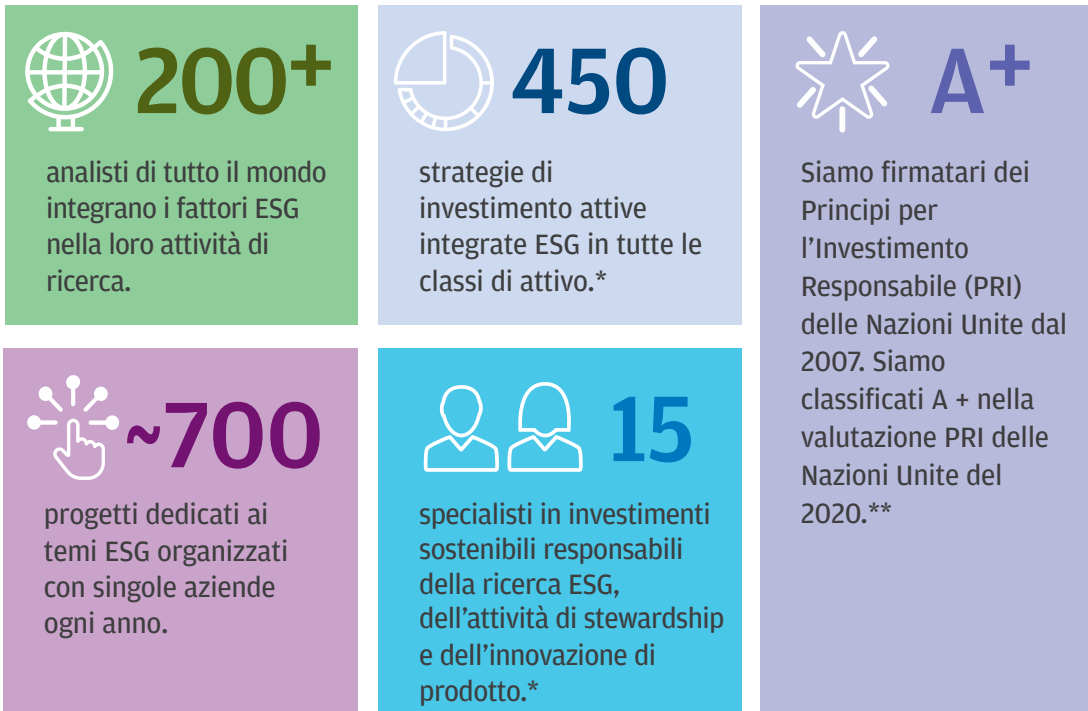 200+
analisti di tutto il mondo
integrano i fattori ESG
nella loro attività di
ricerca.
450
strategie di
investimento attive
integrate ESG in tutte le
classi di attivo.*
A+
Siamo firmatari dei
Principi per
l’Investimento
Responsabile (PRI)
delle Nazioni Unite dal
2007. Siamo
classificati A + nella
valutazione PRI delle
Nazioni Unite del
2020.**
~700
progetti dedicati ai
temi ESG organizzati
con singole aziende
ogni anno.
15
specialisti in investimenti
sostenibili responsabili
della ricerca ESG,
dell’attività di stewardship
e dell’innovazione di
prodotto.*